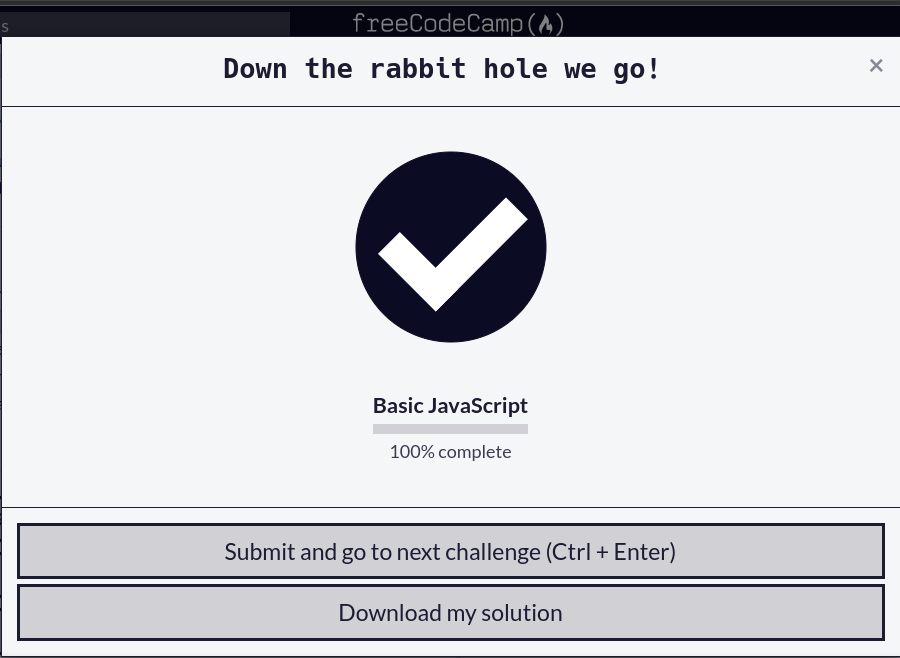 s
freeCodeCamp(🔥)
Down the rabbit hole we go!
×
Basic JavaScript
100% complete
Submit and go to next challenge (Ctrl + Enter)
Download my solution